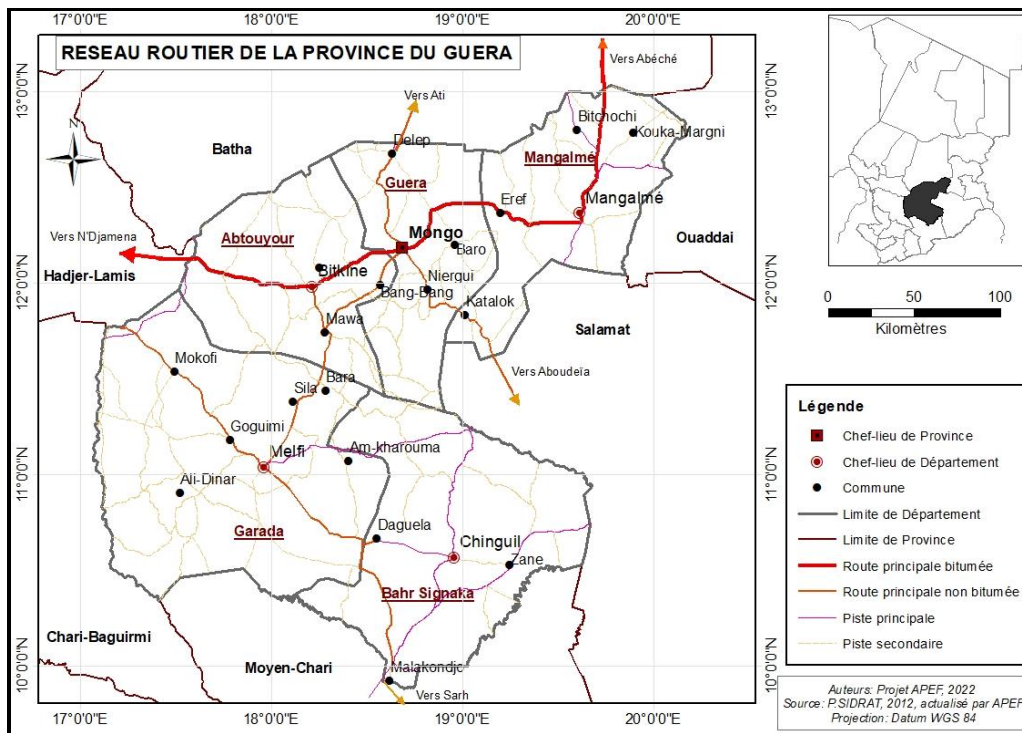 17°0'0"E 18°0'0"E 19°0'0"E 20°0'0"E
RESEAU ROUTIER DE LA PROVINCE DU GUERA
Vers Abéché
13°0'0"N
13°0'0"N
Vers Ati
N
Bitchochi
Kouka-Margni
Batha
Delep
Mangalmé
Guera
Eref
Mangalmé
Vers N'Djamena
Abtouyour
Mongo
Baro
Ouaddai
Hadjer-Lamis
Bitkine
Niergui
12°0'0"N
12°0'0"N
Bang-Bang
Katalok
0 50 100
Kilomètres
Mawa
Salamat
Mokofi
Vers Aboudeïa
Bara
Sila
Goguimi
Melfi
Am-kharouma
11°0'0"N
11°0'0"N
Ali-Dinar
Daguela
Garada
Chinguil
Zane
Bahr Signaka
Chari-Baguirmi
Moyen-Chari
Malakondjc
10°0'0"N
10°0'0"N
Vers Sarh
17°0'0"E 18°0'0"E 19°0'0"E 20°0'0"E
Légende
Chef-lieu de Province
Chef-lieu de Département
Commune
Limite de Département
Limite de Province
Route principale bitumée
Route principale non bitumée
Piste principale
Piste secondaire
Auteurs: Projet APEF, 2022
Source: P.SIDRAT, 2012, actualisé par APEF
Projection: Datum WGS 84